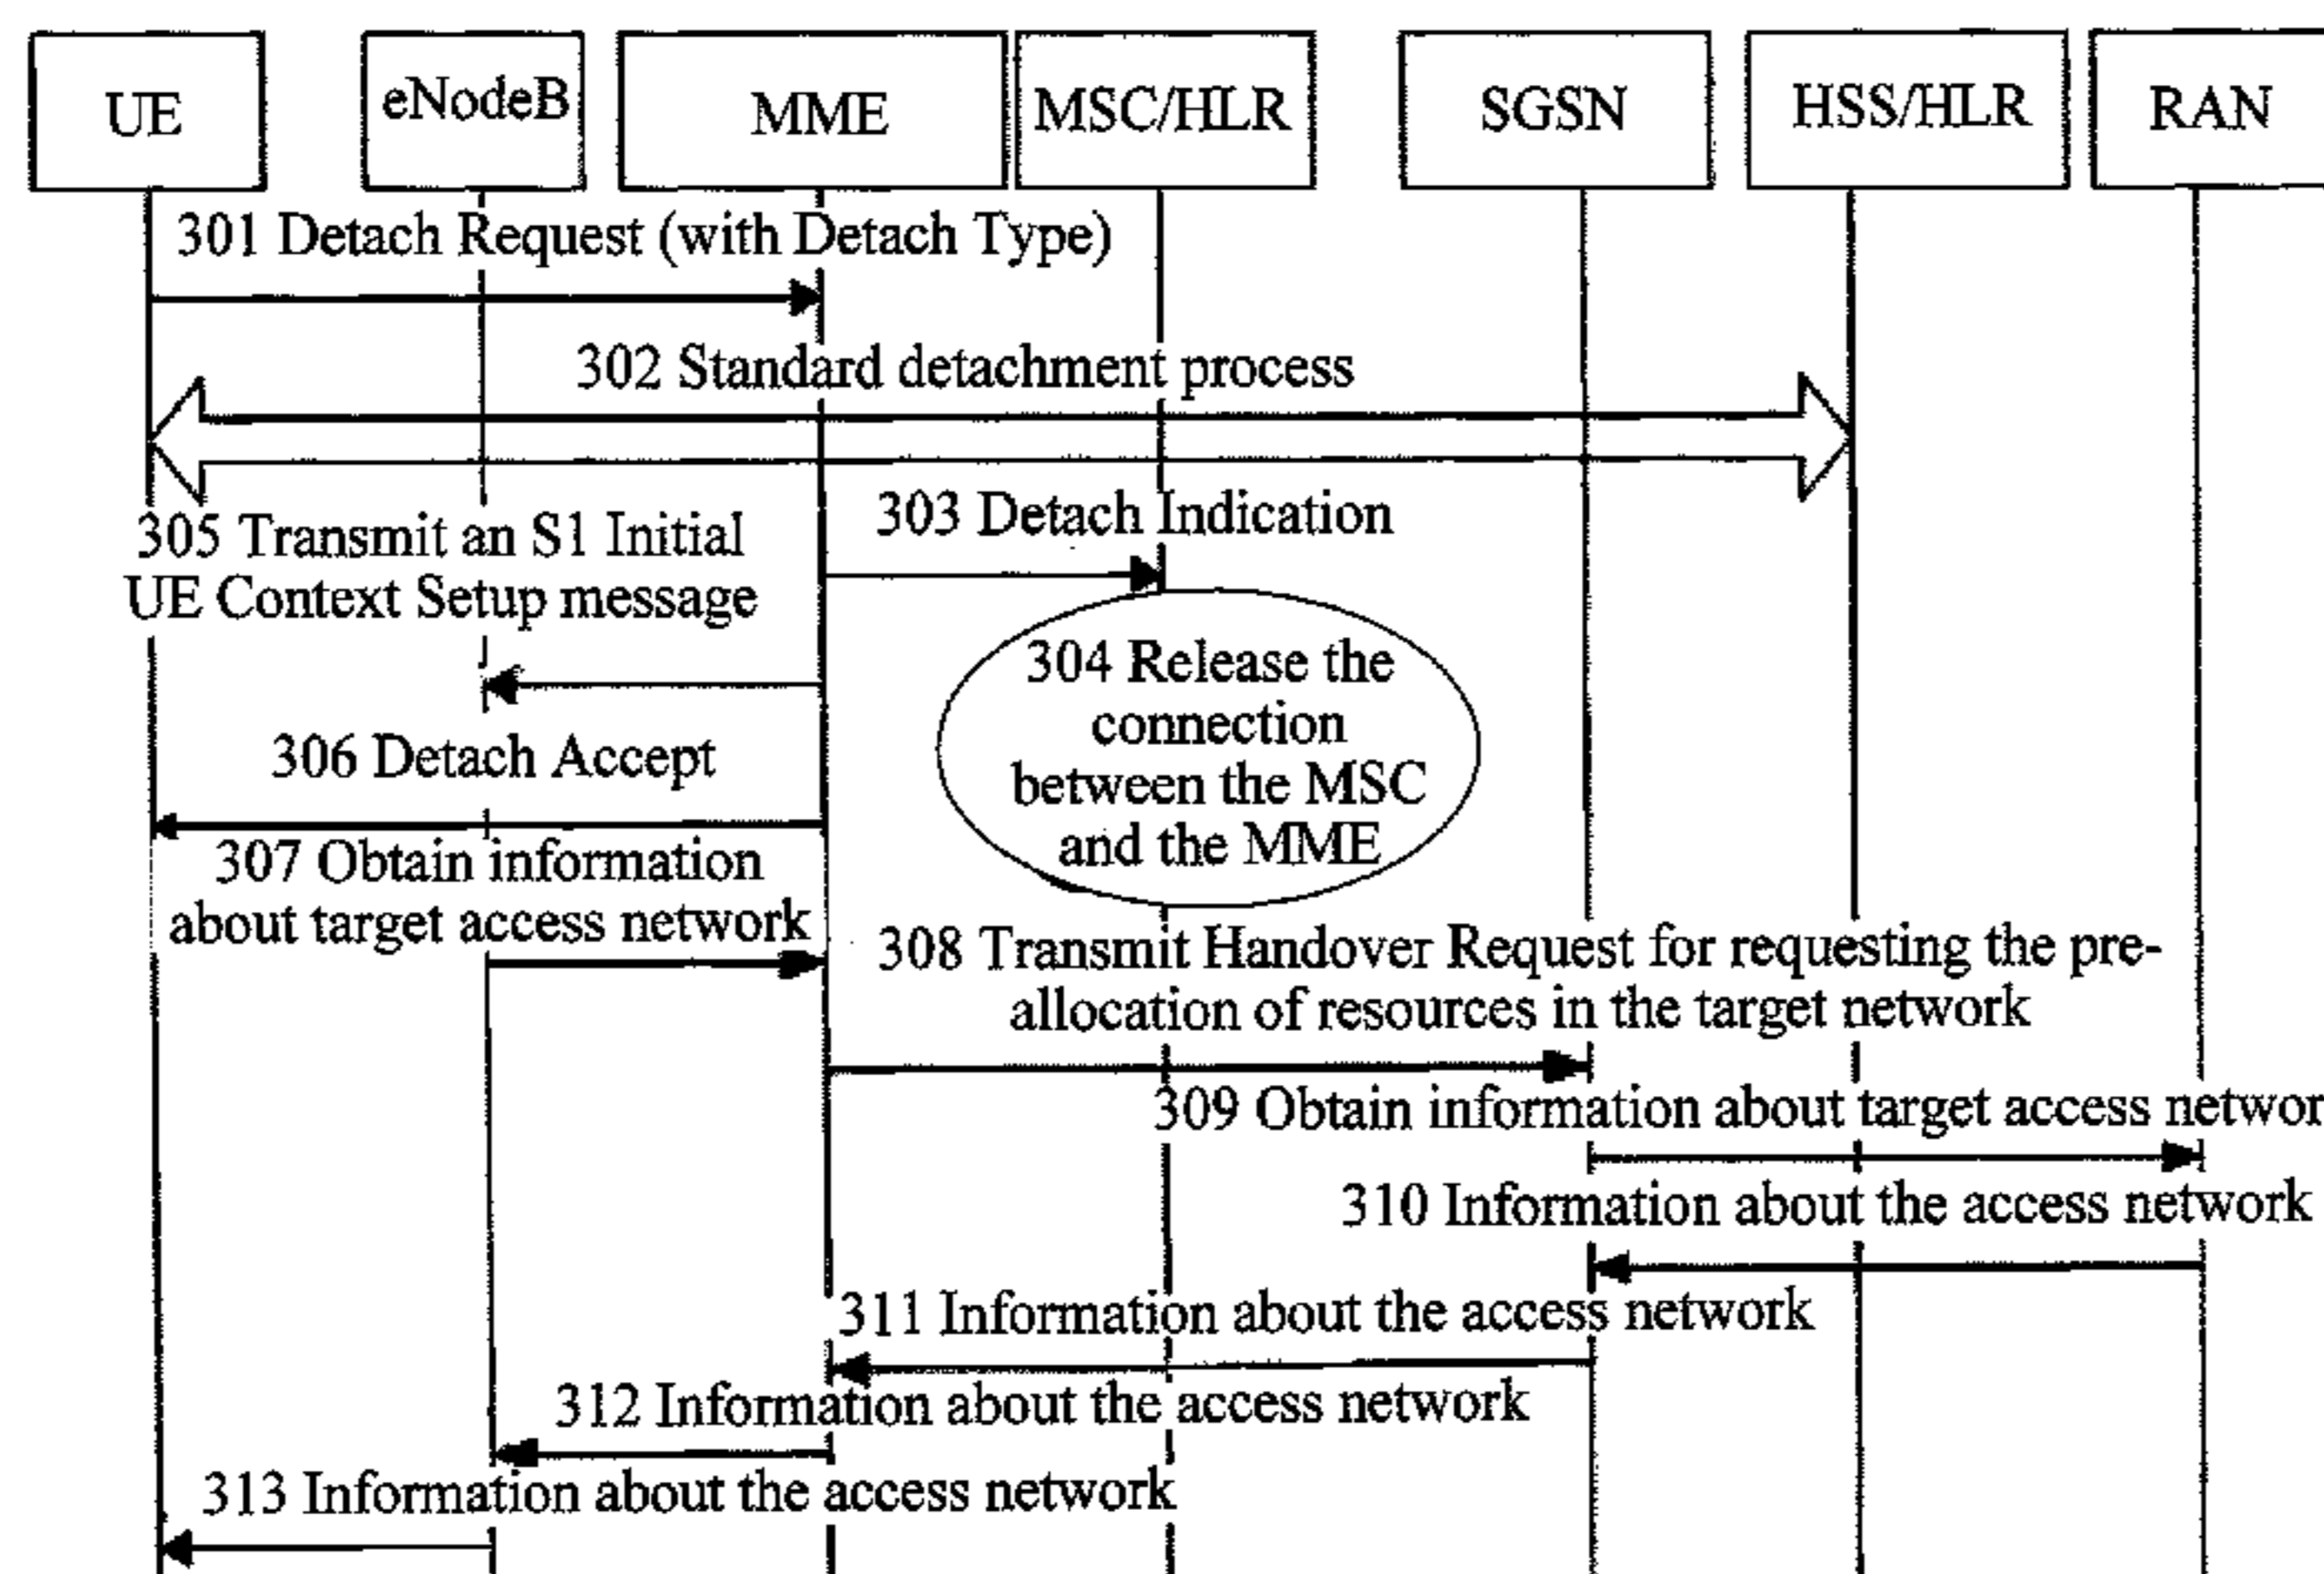 UE
eNodeB
MME
MSC/HLR
SGSN
HSS/HLR
RAN
301 Detach Request (with Detach Type)
302 Standard detachment process
303 Detach Indication
305 Transmit an S1 Initial
UE Context Setup message
304 Release the
connection
between the MSC
and the MME
306 Detach Accept
307 Obtain information
about target access network
308 Transmit Handover Request for requesting the pre-
allocation of resources in the target network
309 Obtain information about target access networ
310 Information about the access network
311 Information about the access network
312 Information about the access network
313 Information about the access network